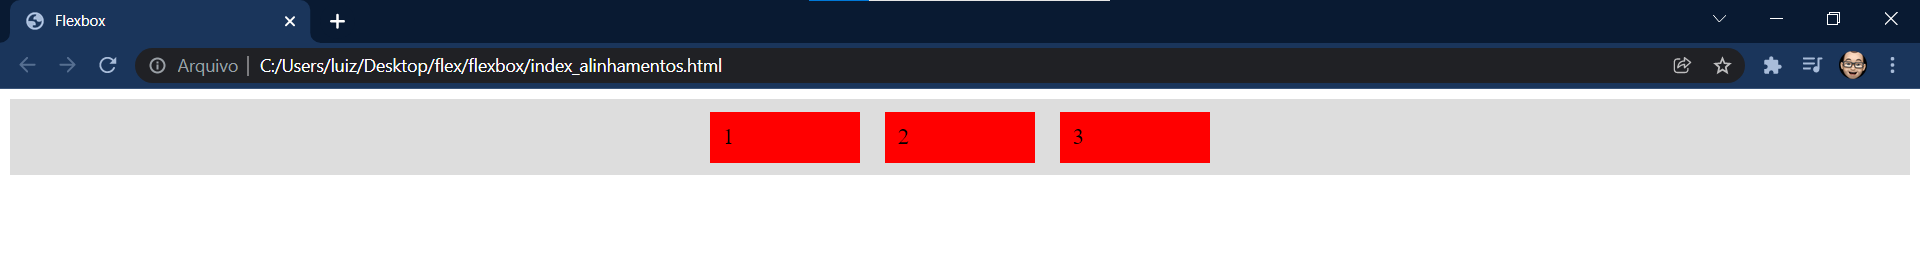 Flexbox
Arquivo | C:/Users/luiz/Desktop/flex/flexbox/index_alinhamentos.html
1 2 3